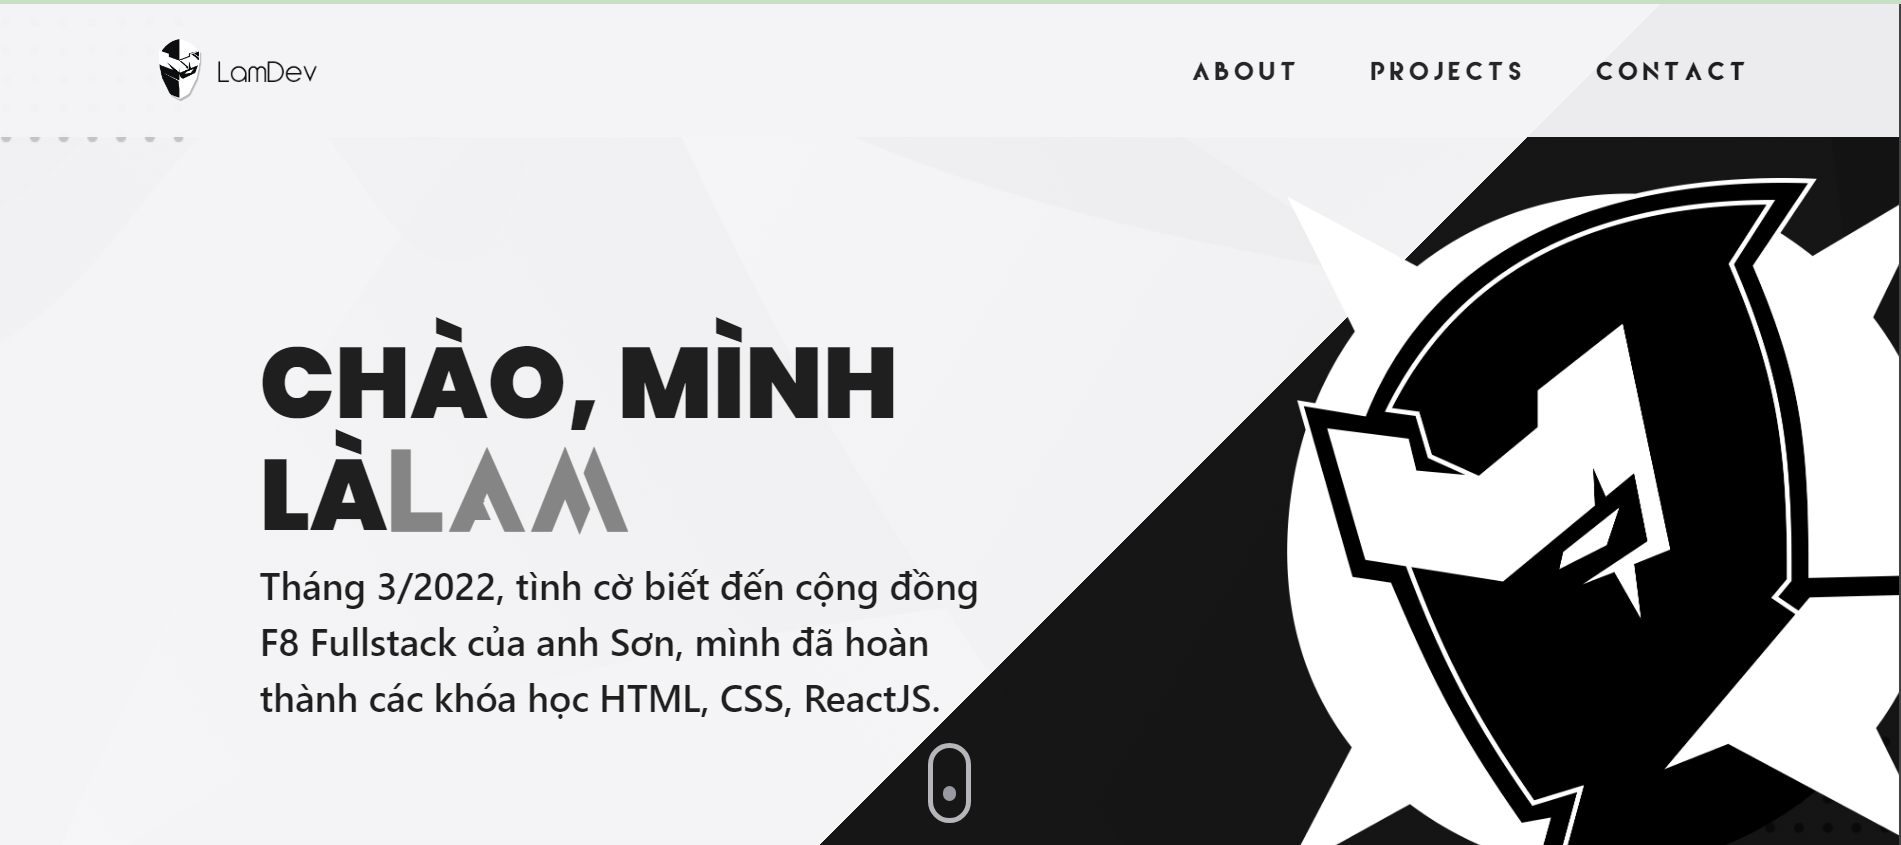 LamDev
ABOUT
PROJECTS
CONTACT
CHÀO, MÌNH
LÀLAM
Tháng 3/2022, tình cờ biết đến cộng đồng
F8 Fullstack của anh Sơn, mình đã hoàn
thành các khóa học HTML, CSS, ReactJS.